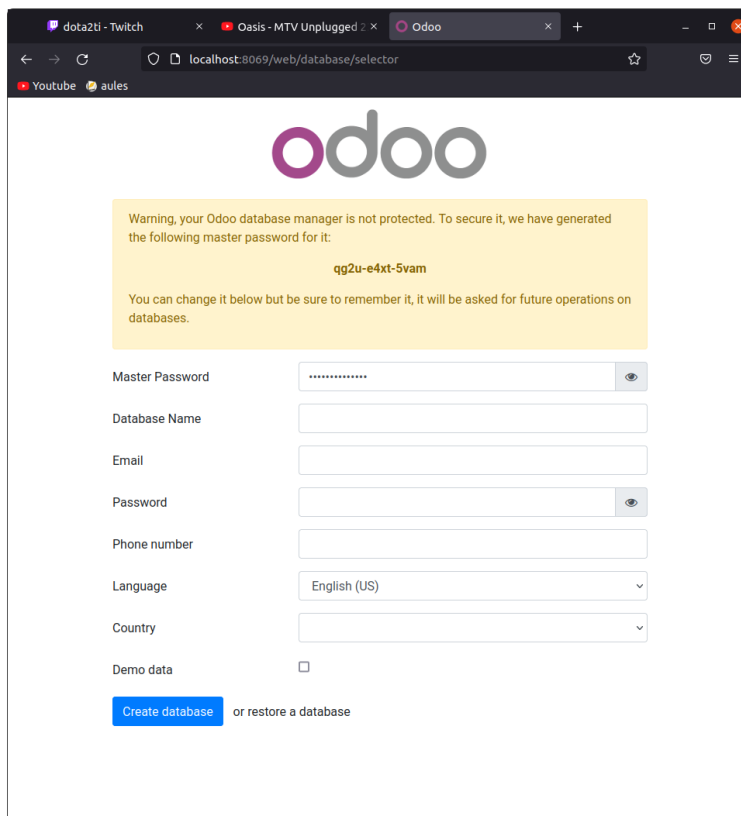 dota2ti - Twitch
Oasis - MTV Unplugged 2
Odoo
localhost:8069/web/database/selector
Youtube
aules
odoo
Warning, your Odoo database manager is not protected. To secure it, we have generated
the following master password for it:
qg2u-e4xt-5vam
You can change it below but be sure to remember it, it will be asked for future operations on
databases.
Master Password ••••••••••••••
Database Name
Email
Password
Phone number
Language English (US)
Country
Demo data
Create database or restore a database